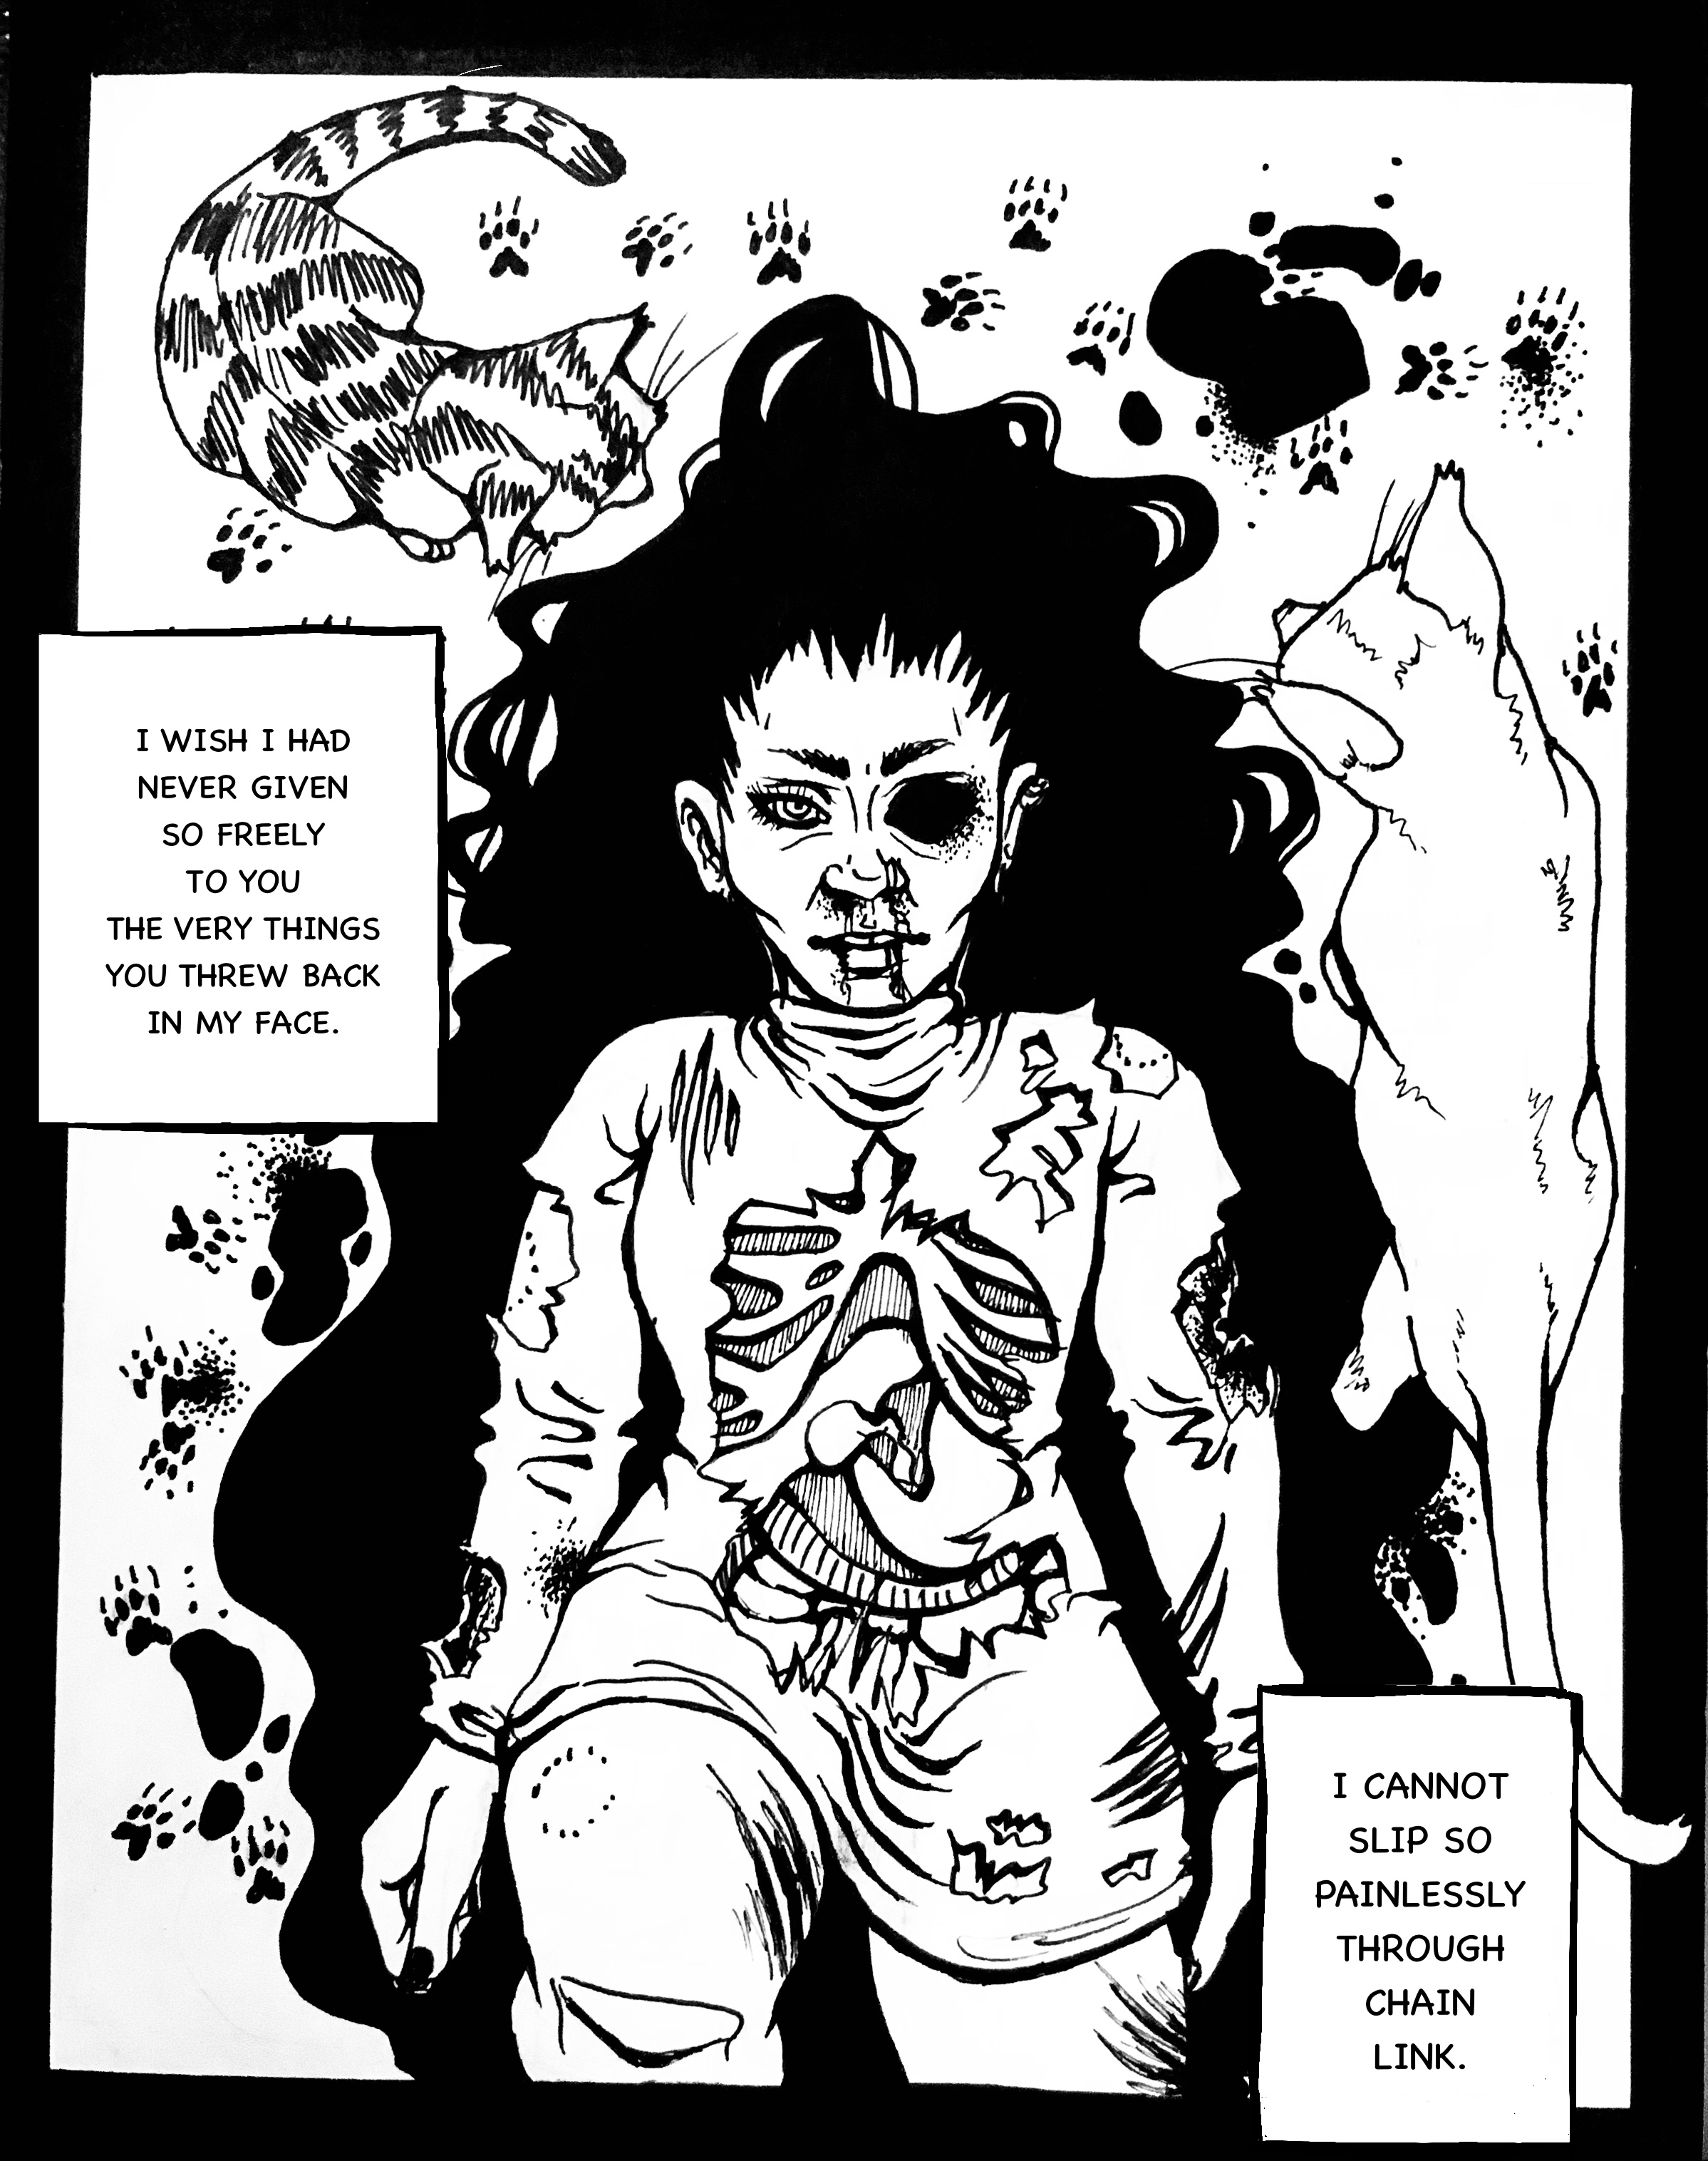 I WISH I HAD
NEVER GIVEN
SO FREELY
TO YOU
THE VERY THINGS
YOU THREW BACK
IN MY FACE.
I CANNOT
SLIP SO
PAINLESSLY
THROUGH
CHAIN
LINK.